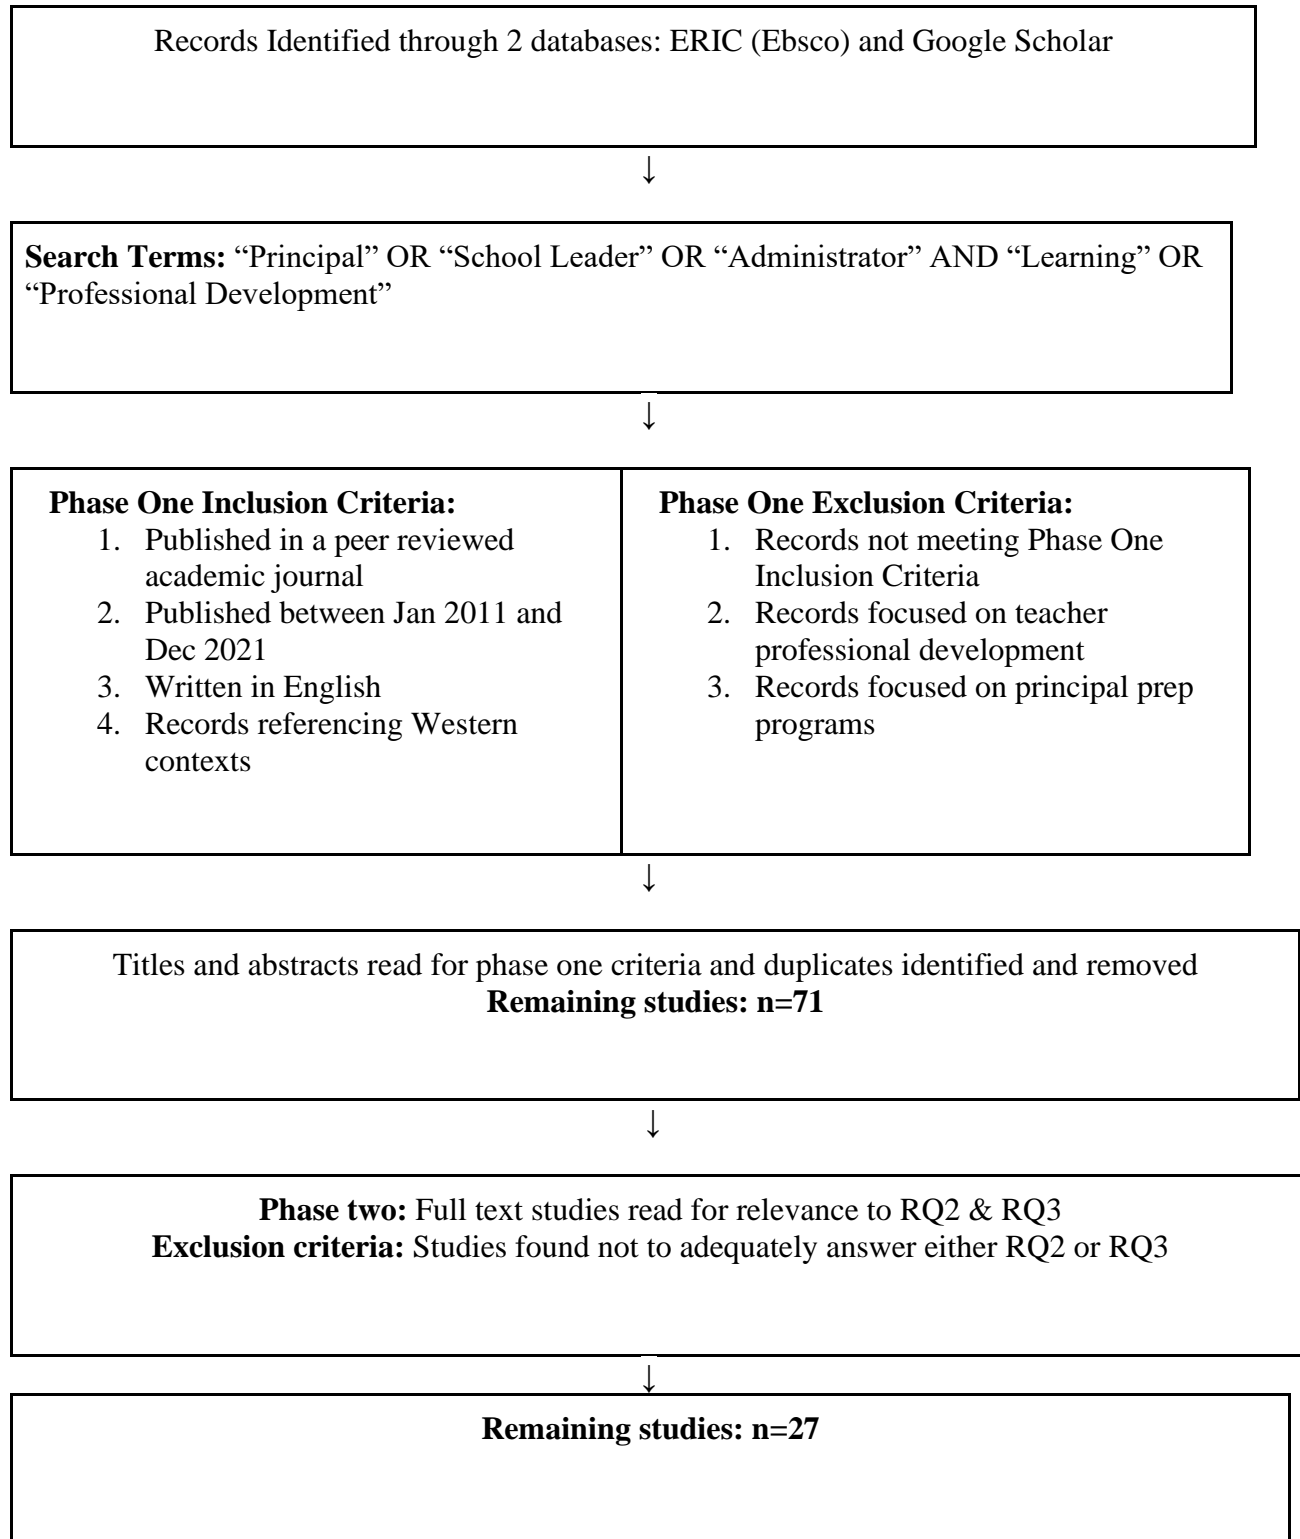 Records Identified through 2 databases: ERIC (Ebsco) and Google Scholar
↓
Search Terms: “Principal” OR “School Leader” OR “Administrator” AND “Learning” OR
“Professional Development”
↓
Phase One Inclusion Criteria:
1. Published in a peer reviewed
academic journal
2. Published between Jan 2011 and
Dec 2021
3. Written in English
4. Records referencing Western
contexts
Phase One Exclusion Criteria:
1. Records not meeting Phase One
Inclusion Criteria
2. Records focused on teacher
professional development
3. Records focused on principal prep
programs
↓
Titles and abstracts read for phase one criteria and duplicates identified and removed
Remaining studies: n=71
↓
Phase two: Full text studies read for relevance to RQ2 & RQ3
Exclusion criteria: Studies found not to adequately answer either RQ2 or RQ3
↓
Remaining studies: n=27